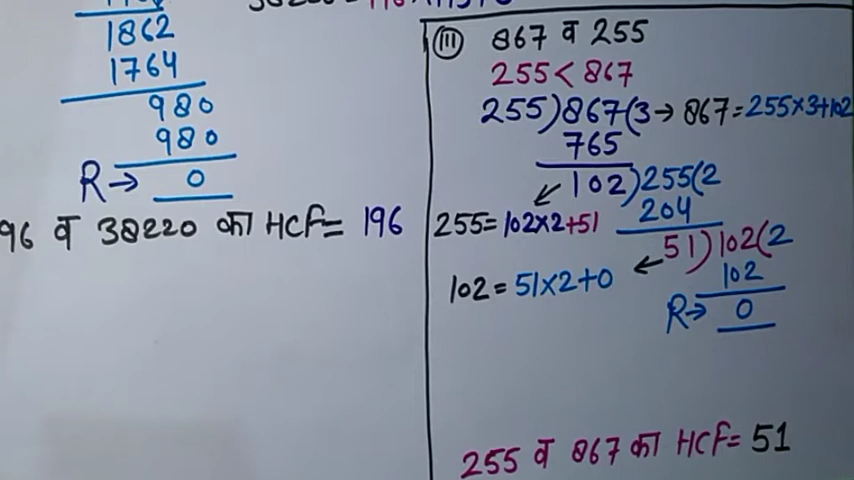 1862
1764
980
980
R→ 0
96 व 38220 का HCF= 196
III 867 व 255
255<867
255)867(3→ 867=255×3+102
765
102)255(2
204
255=102×2+51
51)102(2
102
102=51×2+0
R→ 0
255 व 867 का HCF= 51